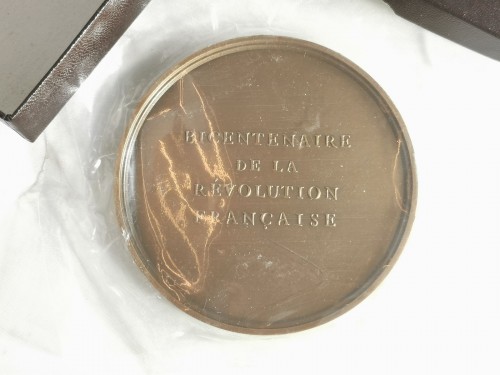 BICENTENAIRE
DE LA
RÉVOLUTION
FRANÇAISE